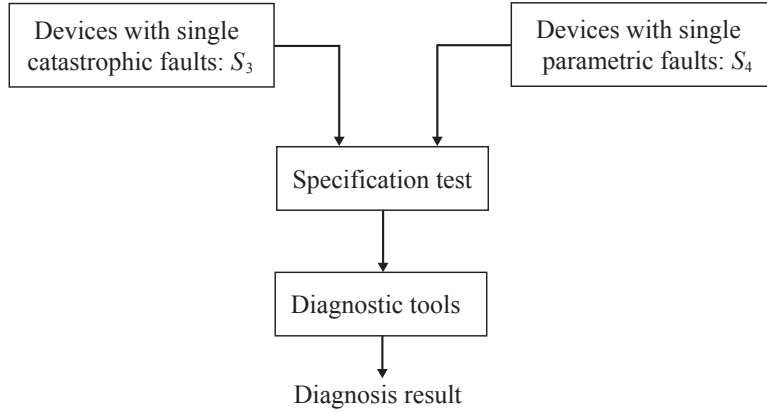 Devices with single
catastrophic faults: S3
Devices with single
parametric faults: S4
Specification test
Diagnostic tools
Diagnosis result